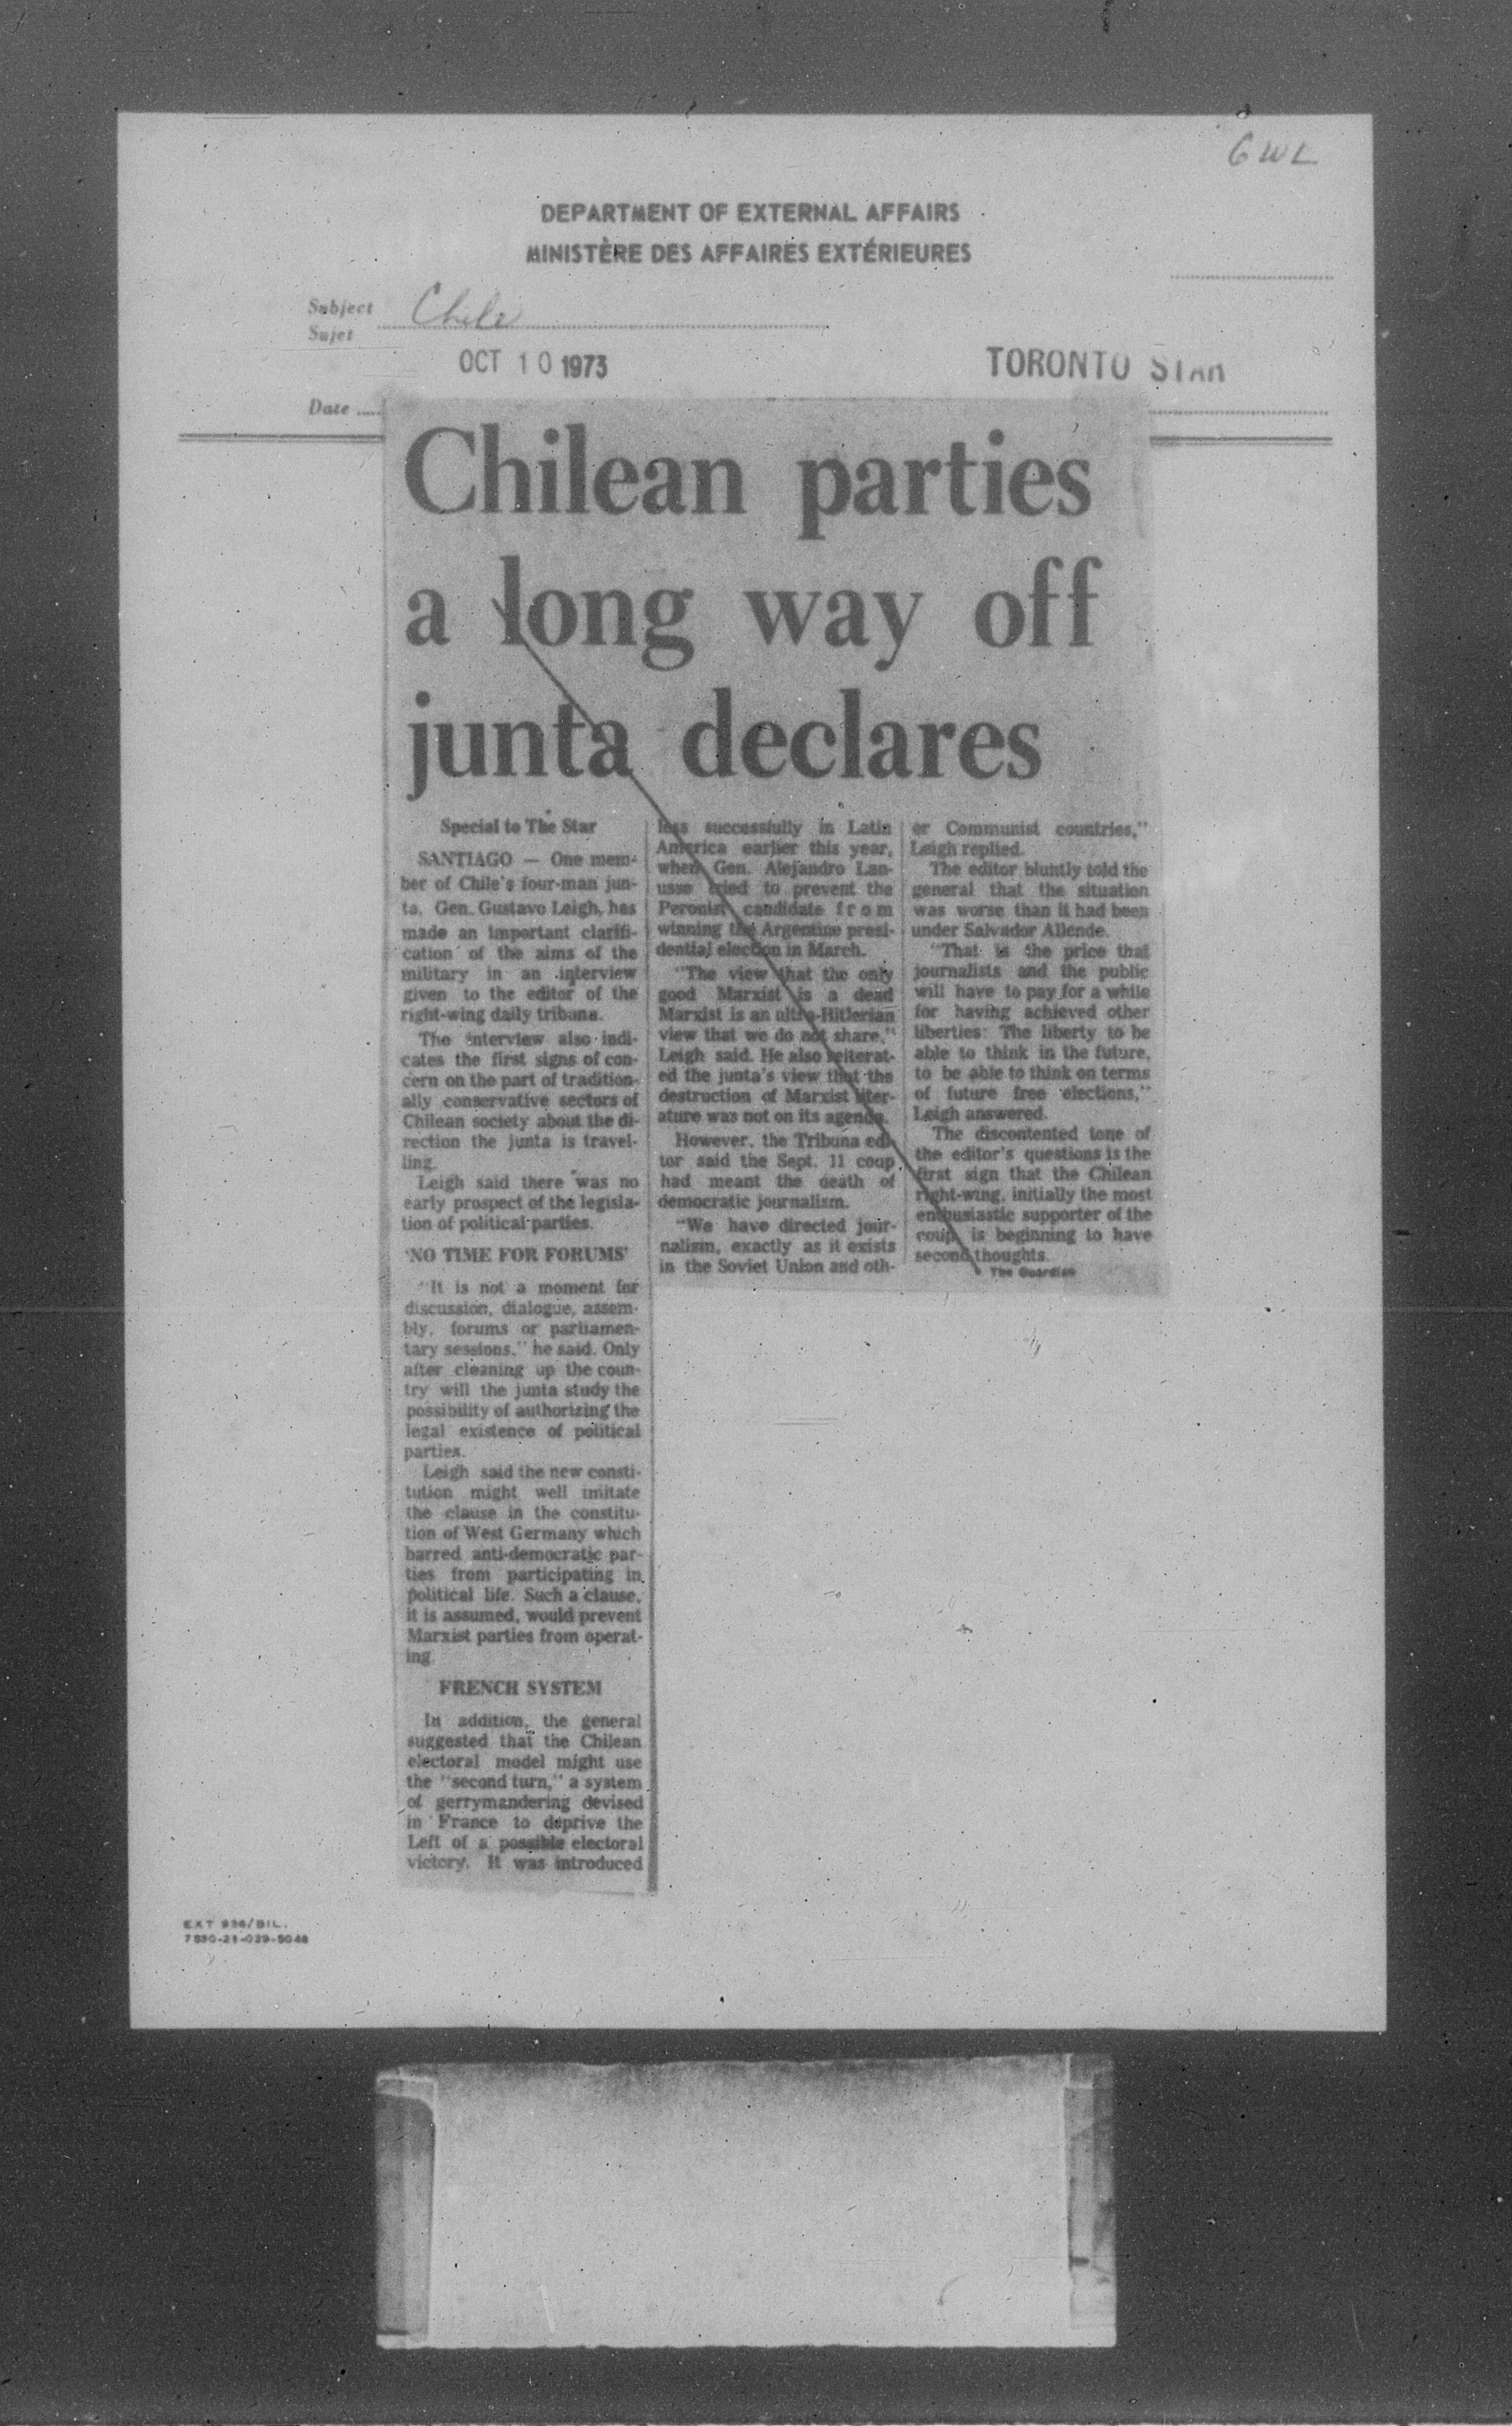 GWL
DEPARTMENT OF EXTERNAL AFFAIRS
MINISTÈRE DES AFFAIRES EXTÉRIEURES
Subject
Sujet
Chile
OCT 10 1973
TORONTO STAR
Date
Chilean parties
a long way off
junta declares
Special to The Star
SANTIAGO — One mem-
ber of Chile's four-man jun-
ta, Gen. Gustavo Leigh, has
made an important clarifi-
cation of the aims of the
military in an interview
given to the editor of the
right-wing daily tribuna.
The interview also indi-
cates the first signs of con-
cern on the part of tradition-
ally conservative sectors of
Chilean society about the di-
rection the junta is travel-
ling.
Leigh said there was no
early prospect of the legisla-
tion of political parties.
'NO TIME FOR FORUMS'
"It is not a moment for
discussion, dialogue, assem-
bly, forums or parliamen-
tary sessions," he said. Only
after cleaning up the coun-
try will the junta study the
possibility of authorizing the
legal existence of political
parties.
Leigh said the new consti-
tution might well imitate
the clause in the constitu-
tion of West Germany which
barred anti-democratic par-
ties from participating in
political life. Such a clause,
it is assumed, would prevent
Marxist parties from operat-
ing.
FRENCH SYSTEM
In addition, the general
suggested that the Chilean
electoral model might use
the "second turn," a system
of gerrymandering devised
in France to deprive the
Left of a possible electoral
victory. It was introduced
less successfully in Latin
America earlier this year,
when Gen. Alejandro Lan-
usse tried to prevent the
Peronist candidate from
winning the Argentine presi-
dential election in March.
"The view that the only
good Marxist is a dead
Marxist is an ultra-Hitlerian
view that we do not share,"
Leigh said. He also reiterat-
ed the junta's view that the
destruction of Marxist liter-
ature was not on its agenda.
However, the Tribuna edi-
tor said the Sept. 11 coup
had meant the death of
democratic journalism.
"We have directed jour-
nalism, exactly as it exists
in the Soviet Union and oth-
er Communist countries,"
Leigh replied.
The editor bluntly told the
general that the situation
was worse than it had been
under Salvador Allende.
"That is the price that
journalists and the public
will have to pay for a while
for having achieved other
liberties: The liberty to be
able to think in the future,
to be able to think on terms
of future free elections,"
Leigh answered.
The discontented tone of
the editor's questions is the
first sign that the Chilean
right-wing, initially the most
enthusiastic supporter of the
coup, is beginning to have
second thoughts.
The Guardian
EXT 936/BIL.
7530-21-029-5048